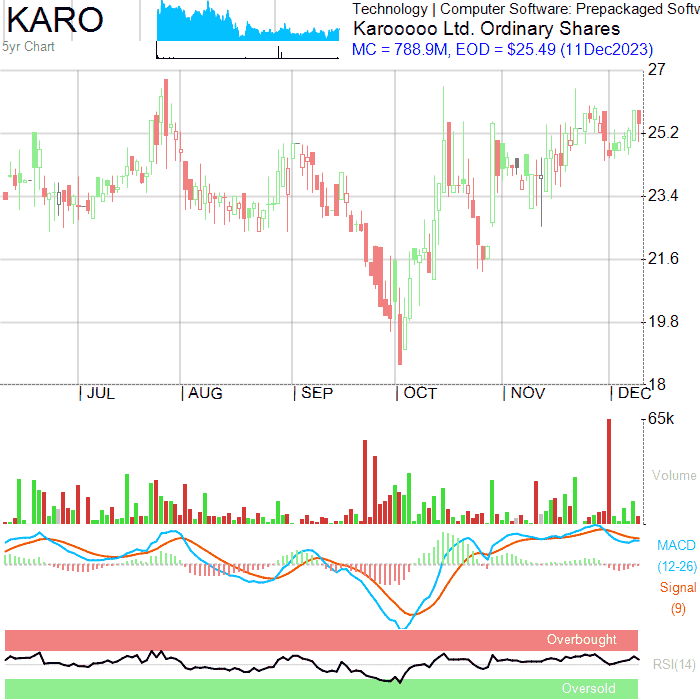 KARO
5yr Chart
Technology | Computer Software: Prepackaged Softw
Karooooo Ltd. Ordinary Shares
MC = 788.9M, EOD = $25.49 (11Dec2023)
27
25.2
23.4
21.6
19.8
18
| JUL | AUG | SEP | OCT | NOV | DEC
65k
Volume
MACD
(12-26)
Signal
(9)
Overbought
RSI(14)
Oversold